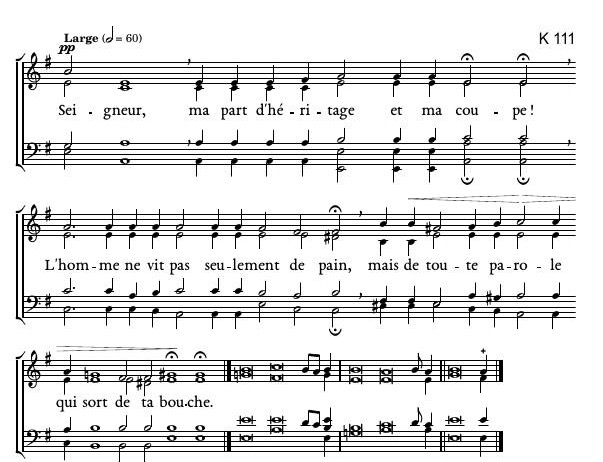 Large (𝅗𝅥 = 60)
K 111
pp
Sei - gneur, ma part d'hé - ri - tage et ma cou - pe!
L'hom - me ne vit pas seu - lement de pain, mais de tou - te pa - ro - le
qui sort de ta bou - che.